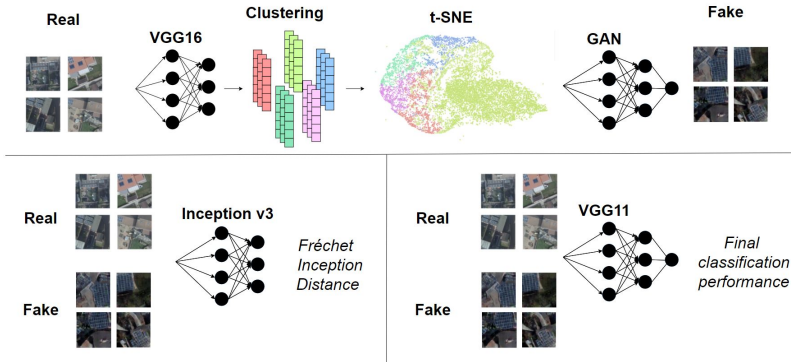 Real
VGG16
Clustering
t-SNE
GAN
Fake
Real
Fake
Inception v3
Fréchet
Inception
Distance
Real
Fake
VGG11
Final
classification
performance